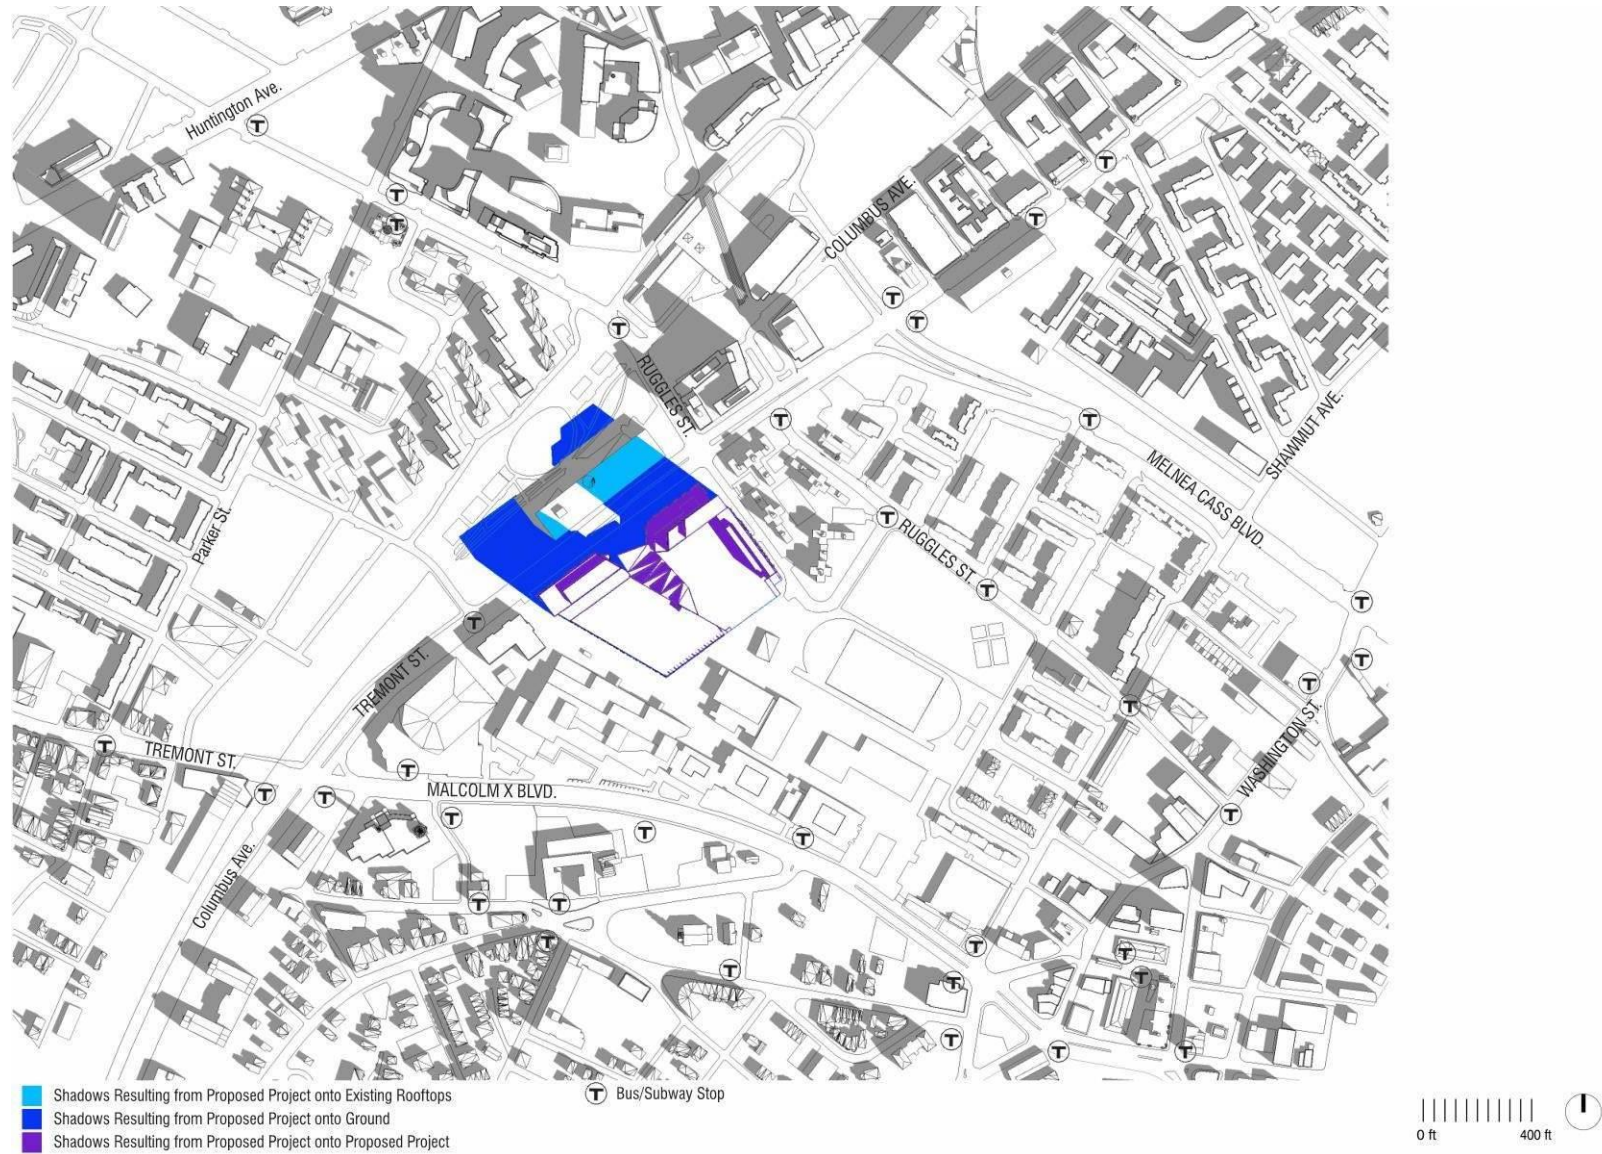 Huntington Ave.
T
T
T
COLUMBUS AVE.
T
T
T
T
T
RUGGLES ST.
T
T
MELNEA CASS BLVD.
SHAWMUT AVE.
Parker St.
T
RUGGLES ST.
T
T
T
TREMONT ST.
T
T
T
WASHINGTON ST.
T
TREMONT ST.
T
T
T
MALCOLM X BLVD.
T
T
T
T
Columbus Ave.
T
T
T
T
T
T
T
T
T
T
T
Shadows Resulting from Proposed Project onto Existing Rooftops
T Bus/Subway Stop
Shadows Resulting from Proposed Project onto Ground
Shadows Resulting from Proposed Project onto Proposed Project
0 ft 400 ft